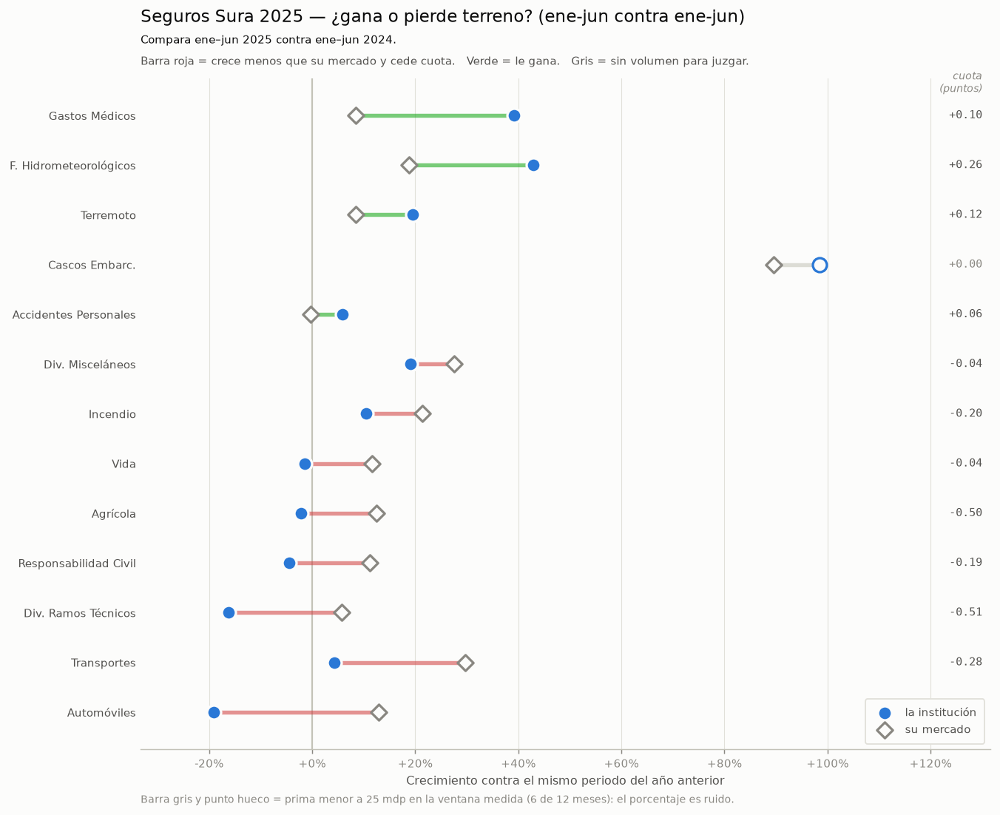 Seguros Sura 2025 — ¿gana o pierde terreno? (ene-jun contra ene-jun)
Compara ene–jun 2025 contra ene–jun 2024.
Barra roja = crece menos que su mercado y cede cuota.   Verde = le gana.   Gris = sin volumen para juzgar.
cuota
(puntos)
Gastos Médicos +0.10
F. Hidrometeorológicos +0.26
Terremoto +0.12
Cascos Embarc. +0.00
Accidentes Personales +0.06
Div. Misceláneos -0.04
Incendio -0.20
Vida -0.04
Agrícola -0.50
Responsabilidad Civil -0.19
Div. Ramos Técnicos -0.51
Transportes -0.28
Automóviles
la institución
su mercado
-20% +0% +20% +40% +60% +80% +100% +120%
Crecimiento contra el mismo periodo del año anterior
Barra gris y punto hueco = prima menor a 25 mdp en la ventana medida (6 de 12 meses): el porcentaje es ruido.